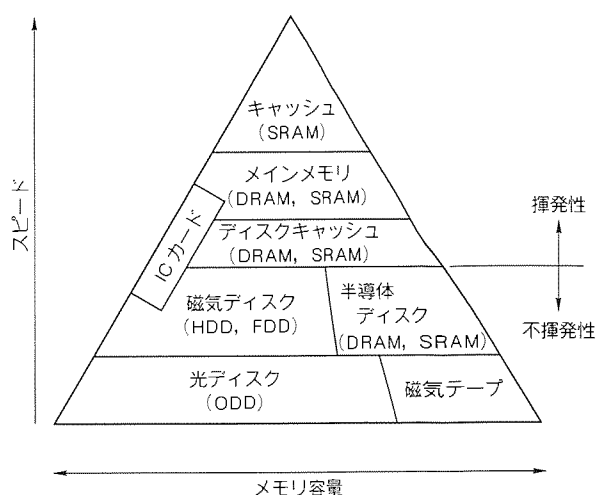 キャッシュ
(SRAM)
メインメモリ
(DRAM, SRAM)
ディスクキャッシュ
(DRAM, SRAM)
ICカード
磁気ディスク
(HDD, FDD)
半導体
ディスク
(DRAM, SRAM)
光ディスク
(ODD)
磁気テープ
スピード
揮発性
不揮発性
メモリ容量